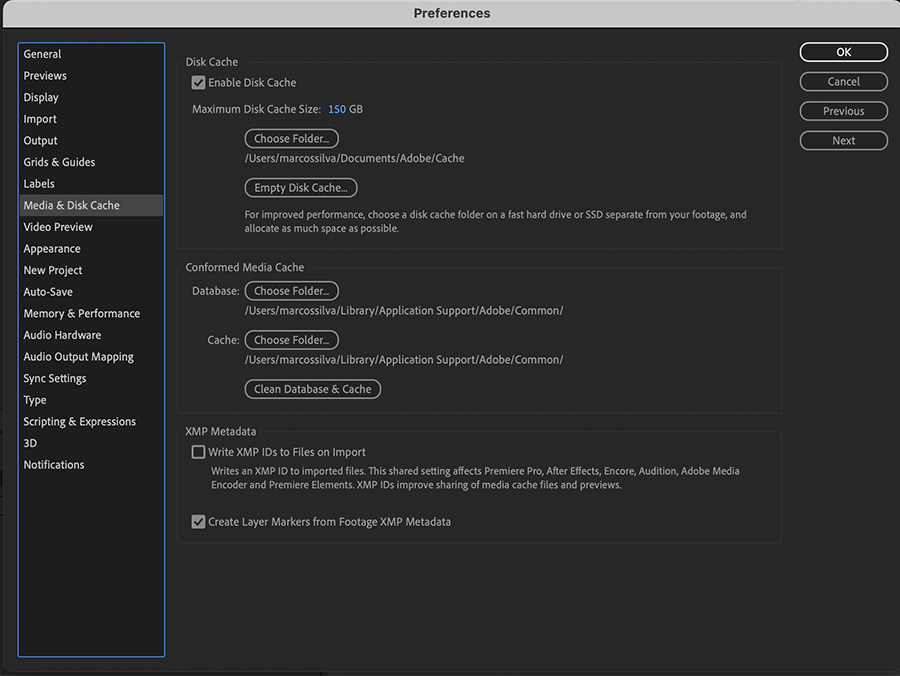 Preferences
General
Previews
Display
Import
Output
Grids & Guides
Labels
Media & Disk Cache
Video Preview
Appearance
New Project
Auto-Save
Memory & Performance
Audio Hardware
Audio Output Mapping
Sync Settings
Type
Scripting & Expressions
3D
Notifications
Disk Cache
Enable Disk Cache
Maximum Disk Cache Size: 150 GB
Choose Folder...
/Users/marcossilva/Documents/Adobe/Cache
Empty Disk Cache...
For improved performance, choose a disk cache folder on a fast hard drive or SSD separate from your footage, and
allocate as much space as possible.
Conformed Media Cache
Database: Choose Folder...
/Users/marcossilva/Library/Application Support/Adobe/Common/
Cache: Choose Folder...
/Users/marcossilva/Library/Application Support/Adobe/Common/
Clean Database & Cache
XMP Metadata
Write XMP IDs to Files on Import
Writes an XMP ID to imported files. This shared setting affects Premiere Pro, After Effects, Encore, Audition, Adobe Media
Encoder and Premiere Elements. XMP IDs improve sharing of media cache files and previews.
Create Layer Markers from Footage XMP Metadata
OK
Cancel
Previous
Next